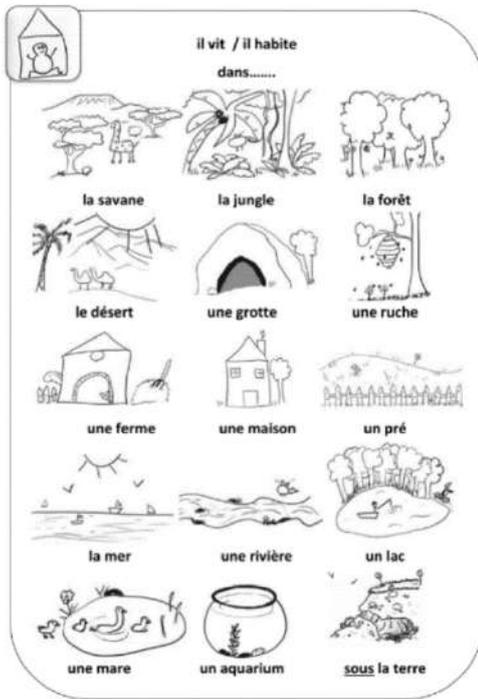 il vit / il habite
dans.......
la savane la jungle la forêt
le désert une grotte une ruche
une ferme une maison un pré
la mer une rivière un lac
une mare un aquarium sous la terre